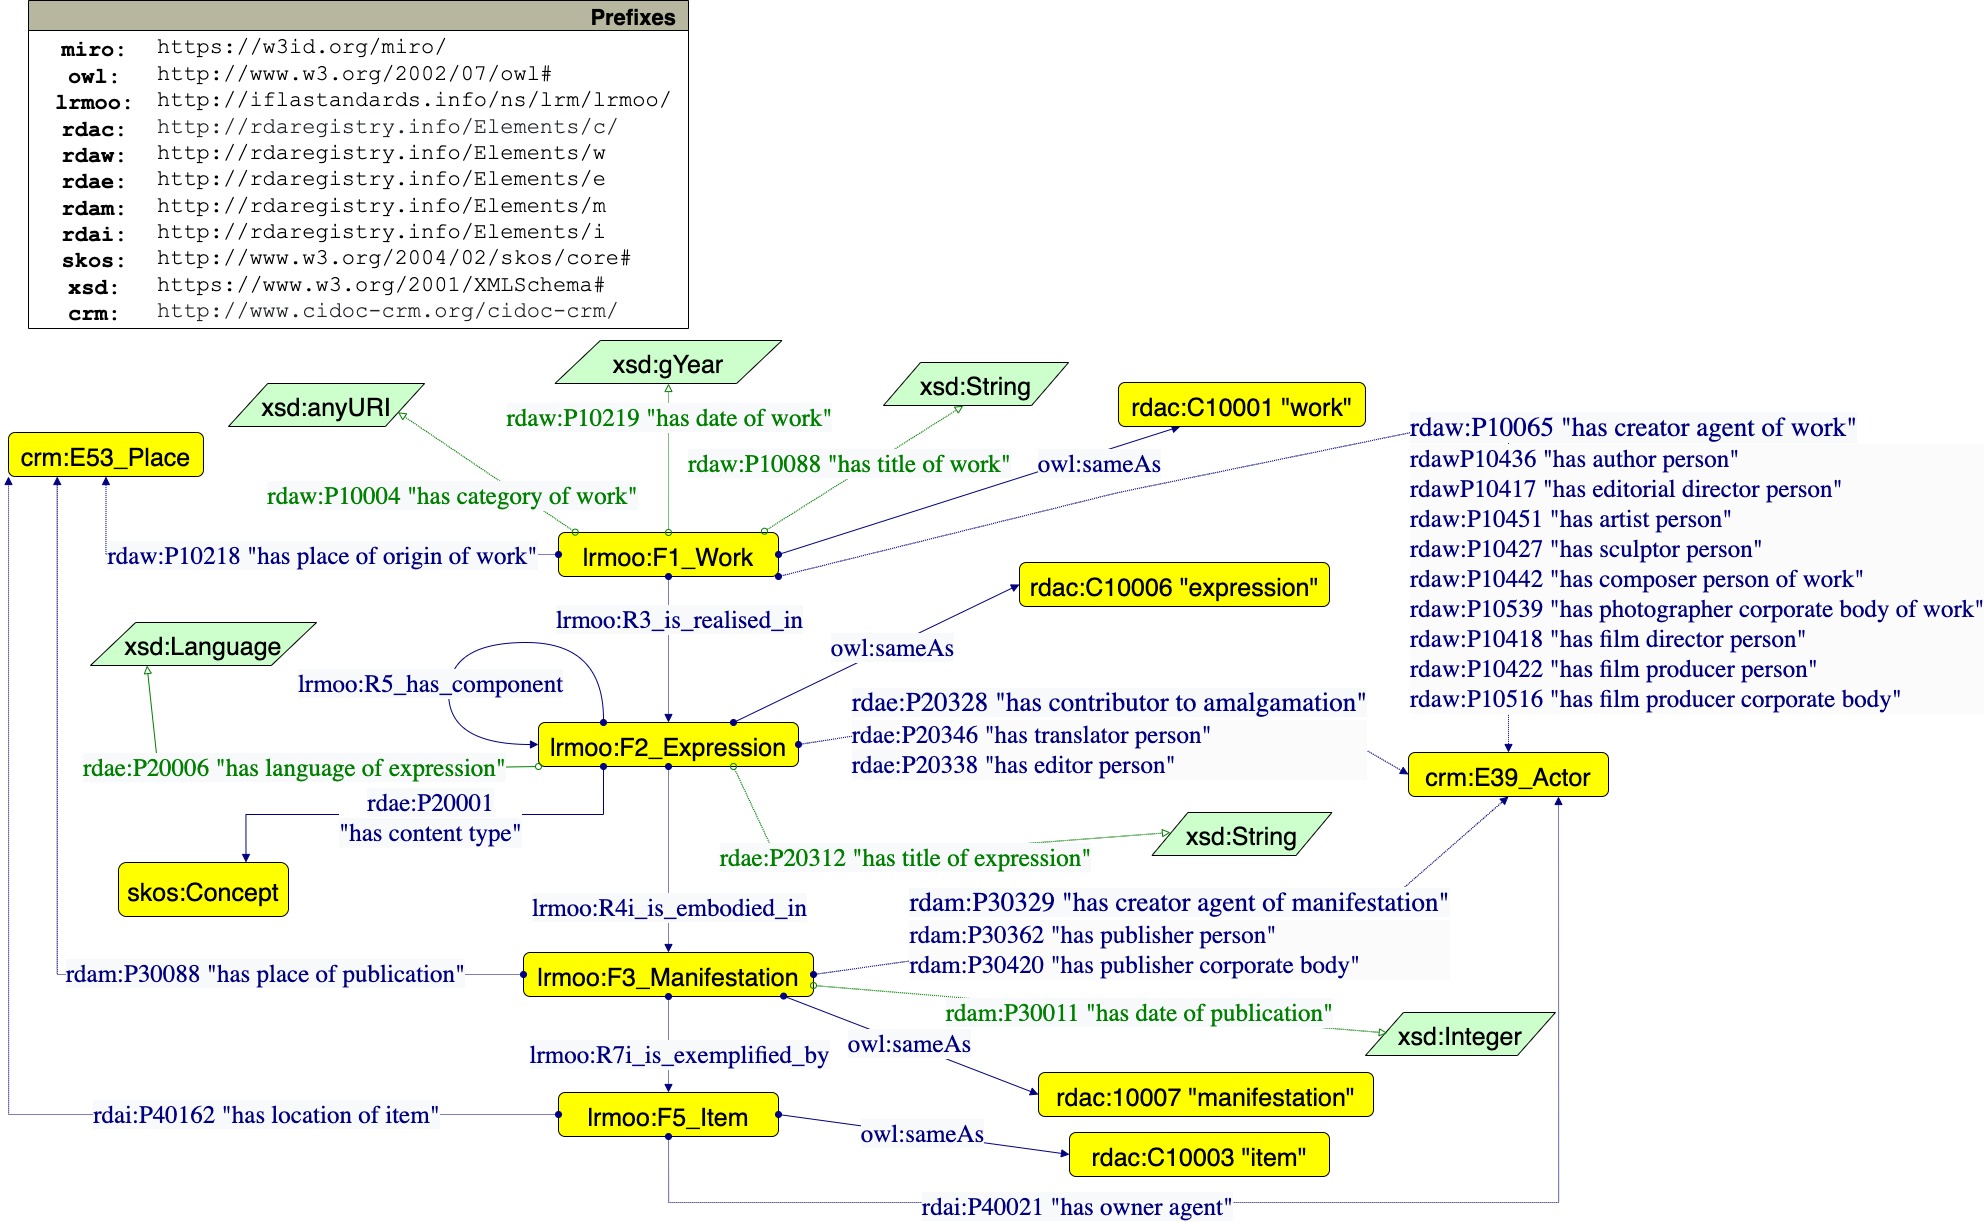 Prefixes
miro: https://w3id.org/miro/
owl: http://www.w3.org/2002/07/owl#
lrmoo: http://iflastandards.info/ns/lrm/lrmoo/
rdac: http://rdaregistry.info/Elements/c/
rdaw: http://rdaregistry.info/Elements/w
rdae: http://rdaregistry.info/Elements/e
rdam: http://rdaregistry.info/Elements/m
rdai: http://rdaregistry.info/Elements/i
skos: http://www.w3.org/2004/02/skos/core#
xsd: https://www.w3.org/2001/XMLSchema#
crm: http://www.cidoc-crm.org/cidoc-crm/
xsd:gYear
xsd:String
xsd:anyURI
rdac:C10001 "work"
rdaw:P10219 "has date of work"
crm:E53_Place
rdaw:P10088 "has title of work"
owl:sameAs
rdaw:P10004 "has category of work"
rdaw:P10065 "has creator agent of work"
rdawP10436 "has author person"
rdawP10417 "has editorial director person"
rdaw:P10451 "has artist person"
rdaw:P10427 "has sculptor person"
rdaw:P10442 "has composer person of work"
rdaw:P10539 "has photographer corporate body of work"
rdaw:P10418 "has film director person"
rdaw:P10422 "has film producer person"
rdaw:P10516 "has film producer corporate body"
rdaw:P10218 "has place of origin of work"
lrmoo:F1_Work
rdac:C10006 "expression"
lrmoo:R3_is_realised_in
xsd:Language
owl:sameAs
lrmoo:R5_has_component
rdae:P20328 "has contributor to amalgamation"
rdae:P20346 "has translator person"
rdae:P20338 "has editor person"
lrmoo:F2_Expression
rdae:P20006 "has language of expression"
crm:E39_Actor
rdae:P20001
"has content type"
xsd:String
rdae:P20312 "has title of expression"
skos:Concept
lrmoo:R4i_is_embodied_in
rdam:P30329 "has creator agent of manifestation"
rdam:P30362 "has publisher person"
rdam:P30420 "has publisher corporate body"
rdam:P30088 "has place of publication"
lrmoo:F3_Manifestation
rdam:P30011 "has date of publication"
xsd:Integer
owl:sameAs
lrmoo:R7i_is_exemplified_by
rdac:10007 "manifestation"
rdai:P40162 "has location of item"
lrmoo:F5_Item
owl:sameAs
rdac:C10003 "item"
rdai:P40021 "has owner agent"